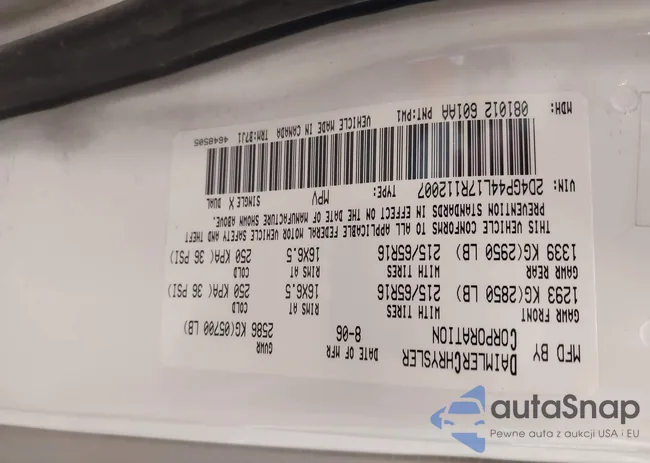 MFD BY DAIMLERCHRYSLER CORPORATION
DATE OF MFR 8-06
GVWR 2586 KG(05700 LB)
GAWR FRONT WITH TIRES RIMS AT COLD
1293 KG(2850 LB) 215/65R16 16X6.5 250 KPA( 36 PSI)
GAWR REAR WITH TIRES RIMS AT COLD
1339 KG(2950 LB) 215/65R16 16X6.5 250 KPA( 36 PSI)
THIS VEHICLE CONFORMS TO ALL APPLICABLE FEDERAL MOTOR VEHICLE SAFETY AND THEFT
PREVENTION STANDARDS IN EFFECT ON THE DATE OF MANUFACTURE SHOWN ABOVE.
VIN: 2D4GP44L17R112007 TYPE: MPV SINGLE X DUAL
MDH: 081012 601AA PNT:PW1
VEHICLE MADE IN CANADA TRM:B7J1 4648505
autaSnap
Pewne auta z aukcji USA i EU